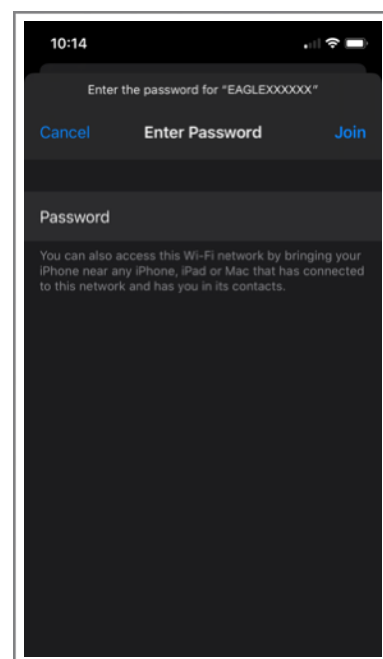 10:14
Enter the password for "EAGLEXXXXXX"
Cancel Enter Password Join
Password
You can also access this Wi-Fi network by bringing your
iPhone near any iPhone, iPad or Mac that has connected
to this network and has you in its contacts.